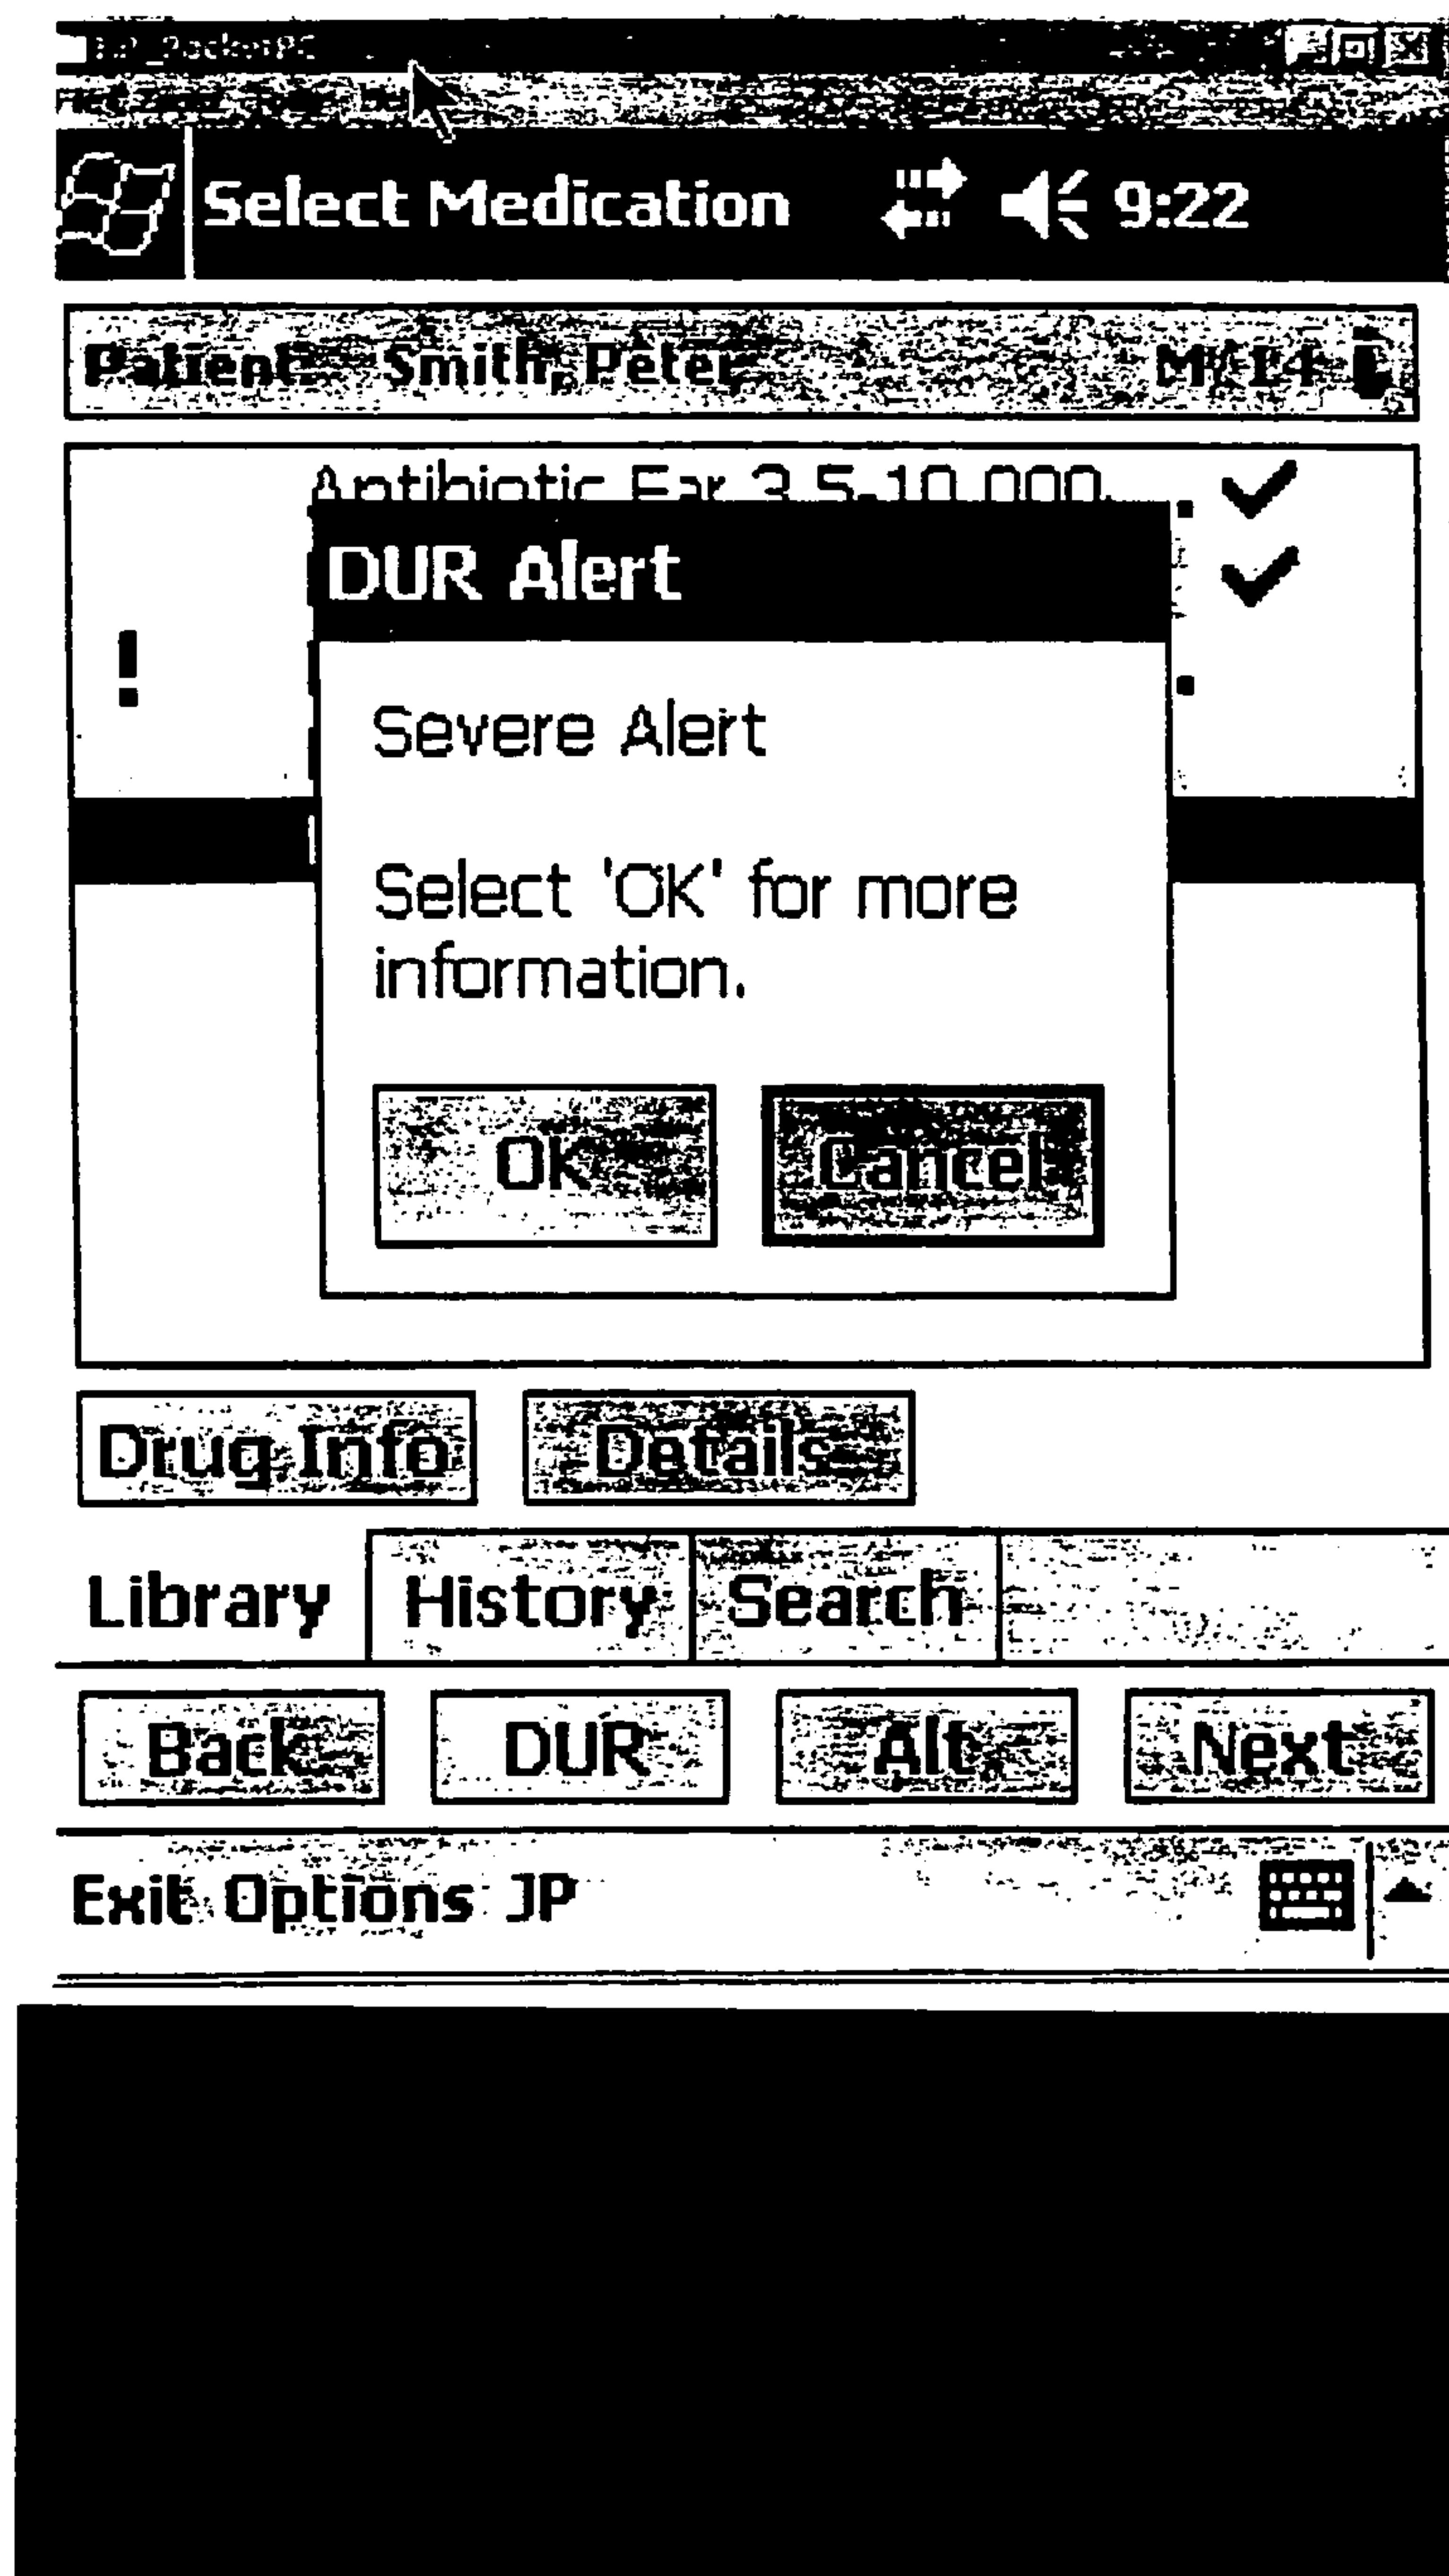 Select Medication 9:22
Patient: Smith, Peter M/14
Antibiotic Ear 3.5-10,000,
DUR Alert
!
Severe Alert
Select 'OK' for more
information.
OK Cancel
Drug Info Details
Library History Search
Back DUR Alt Next
Exit Options JP